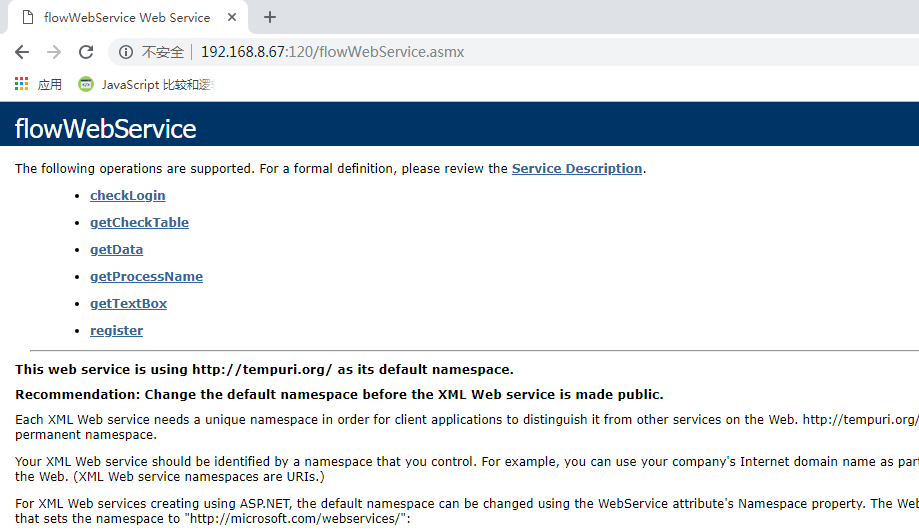 flowWebService Web Service
不安全 192.168.8.67:120/flowWebService.asmx
应用 JavaScript 比较和逻
flowWebService
The following operations are supported. For a formal definition, please review the Service Description.
checkLogin
getCheckTable
getData
getProcessName
getTextBox
register
This web service is using http://tempuri.org/ as its default namespace.
Recommendation: Change the default namespace before the XML Web service is made public.
Each XML Web service needs a unique namespace in order for client applications to distinguish it from other services on the Web. http://tempuri.org/
permanent namespace.
Your XML Web service should be identified by a namespace that you control. For example, you can use your company's Internet domain name as part
the Web. (XML Web service namespaces are URIs.)
For XML Web services creating using ASP.NET, the default namespace can be changed using the WebService attribute's Namespace property. The Web
that sets the namespace to "http://microsoft.com/webservices/":